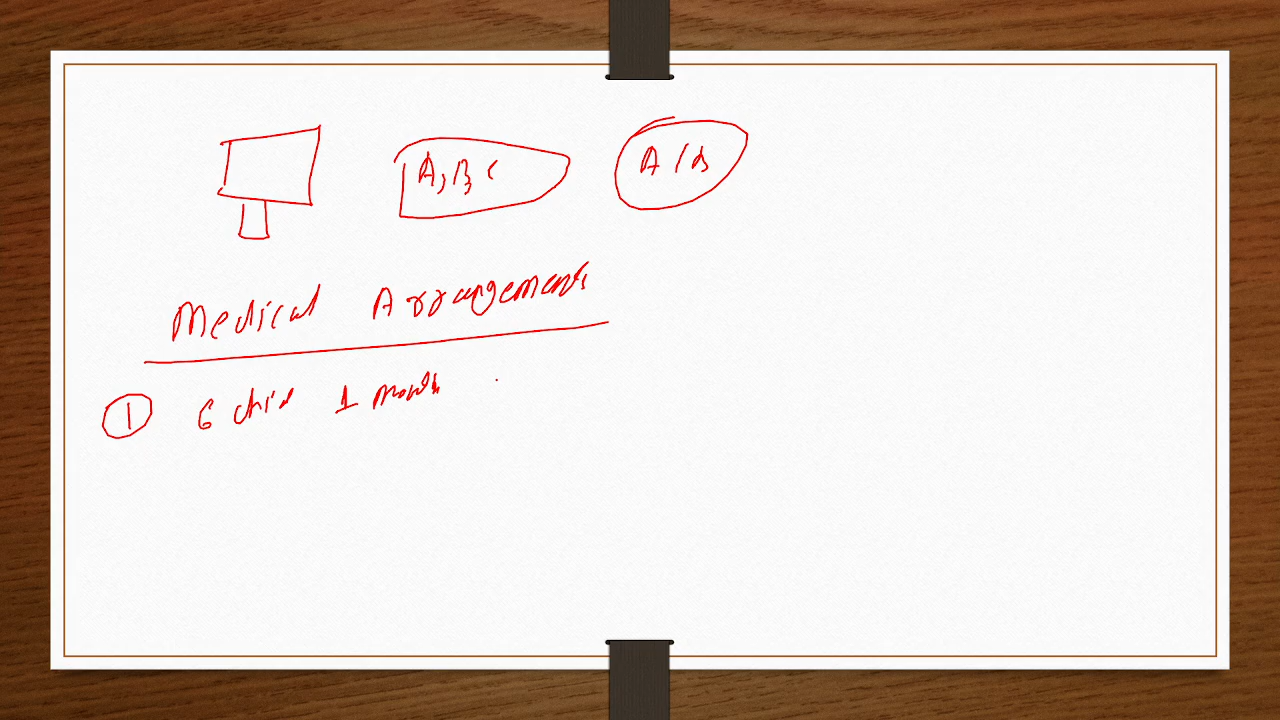 A, B, C A/B
Medical Arrangements
① 6 child 1 month